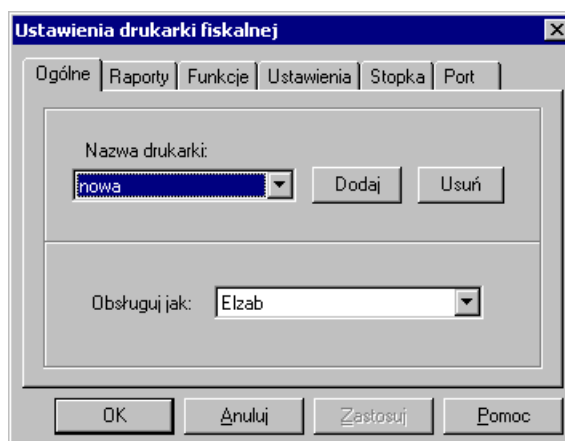 Ustawienia drukarki fiskalnej
Ogólne Raporty Funkcje Ustawienia Stopka Port
Nazwa drukarki:
nowa Dodaj Usuń
Obsługuj jak: Elzab
OK Anuluj Zastosuj Pomoc